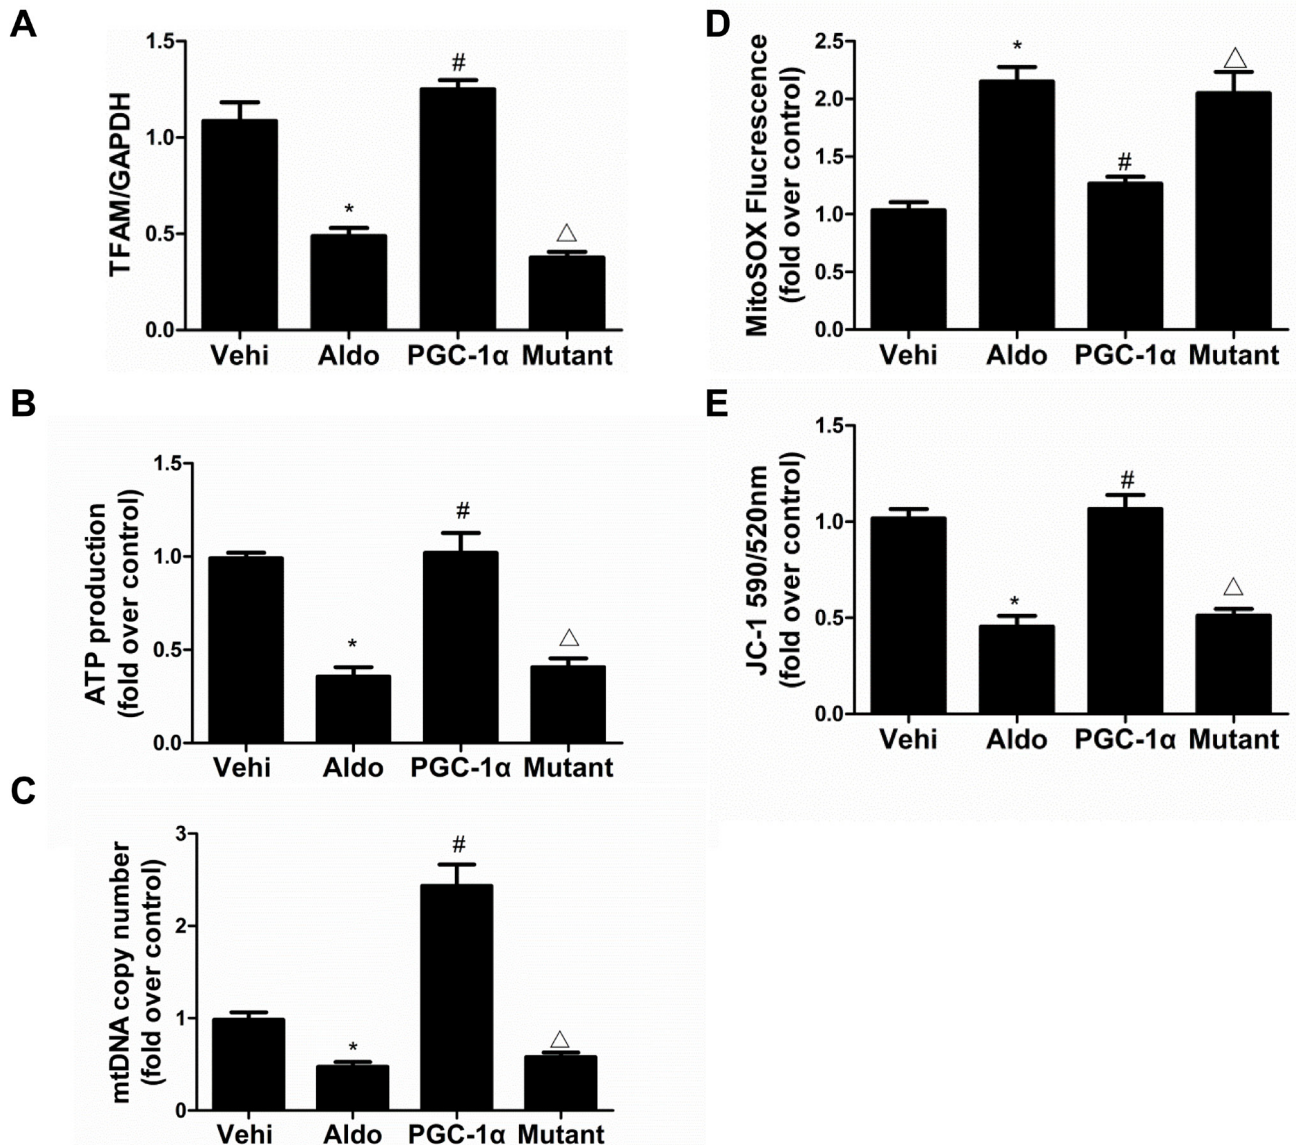 A
TFAM/GAPDH
1.5
1.0
0.5
0.0
*
#
△
Vehi Aldo PGC-1α Mutant
B
ATP production
(fold over control)
1.5
1.0
0.5
0.0
*
#
△
Vehi Aldo PGC-1α Mutant
C
mtDNA copy number
(fold over control)
3
2
1
0
*
#
△
Vehi Aldo PGC-1α Mutant
D
MitoSOX Flucrescence
(fold over control)
2.5
2.0
1.5
1.0
0.5
0.0
*
#
△
Vehi Aldo PGC-1α Mutant
E
JC-1 590/520nm
(fold over control)
1.5
1.0
0.5
0.0
*
#
△
Vehi Aldo PGC-1α Mutant